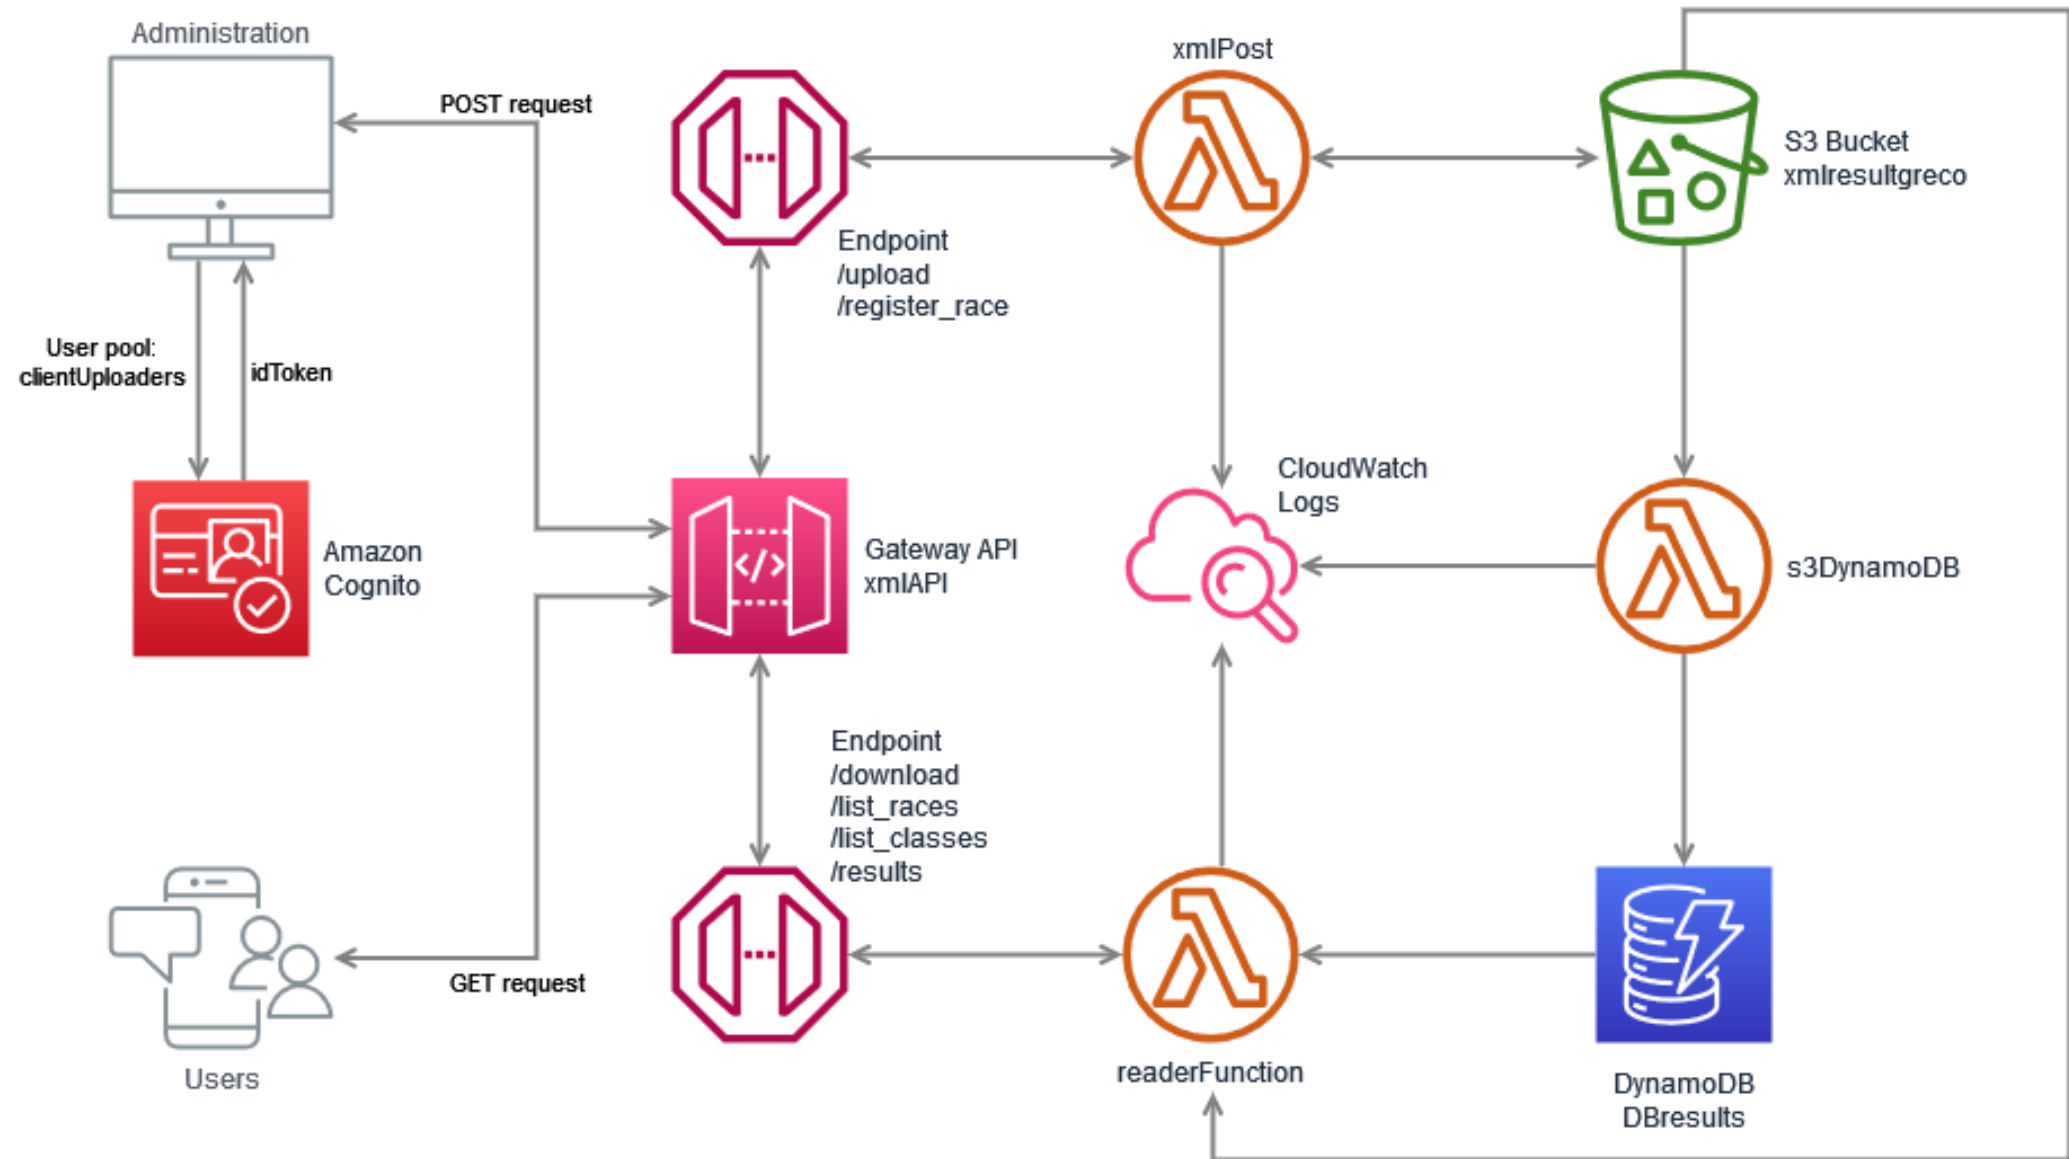 Administration
POST request
xmlPost
S3 Bucket
xmlresultgreco
Endpoint
/upload
/register_race
User pool:
clientUploaders
idToken
CloudWatch
Logs
Amazon
Cognito
Gateway API
xmlAPI
s3DynamoDB
Endpoint
/download
/list_races
/list_classes
/results
GET request
Users
readerFunction
DynamoDB
DBresults